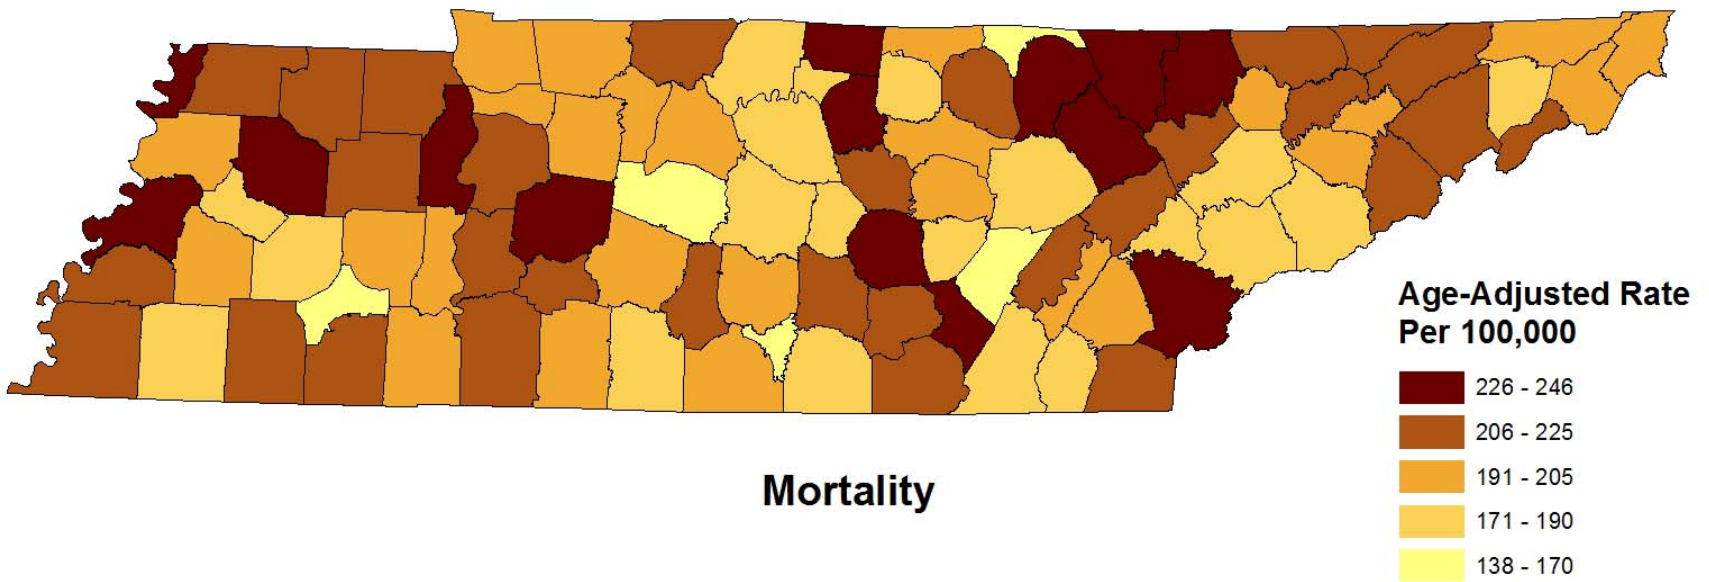 Age-Adjusted Rate
Per 100,000
226 - 246
206 - 225
191 - 205
171 - 190
138 - 170
Mortality